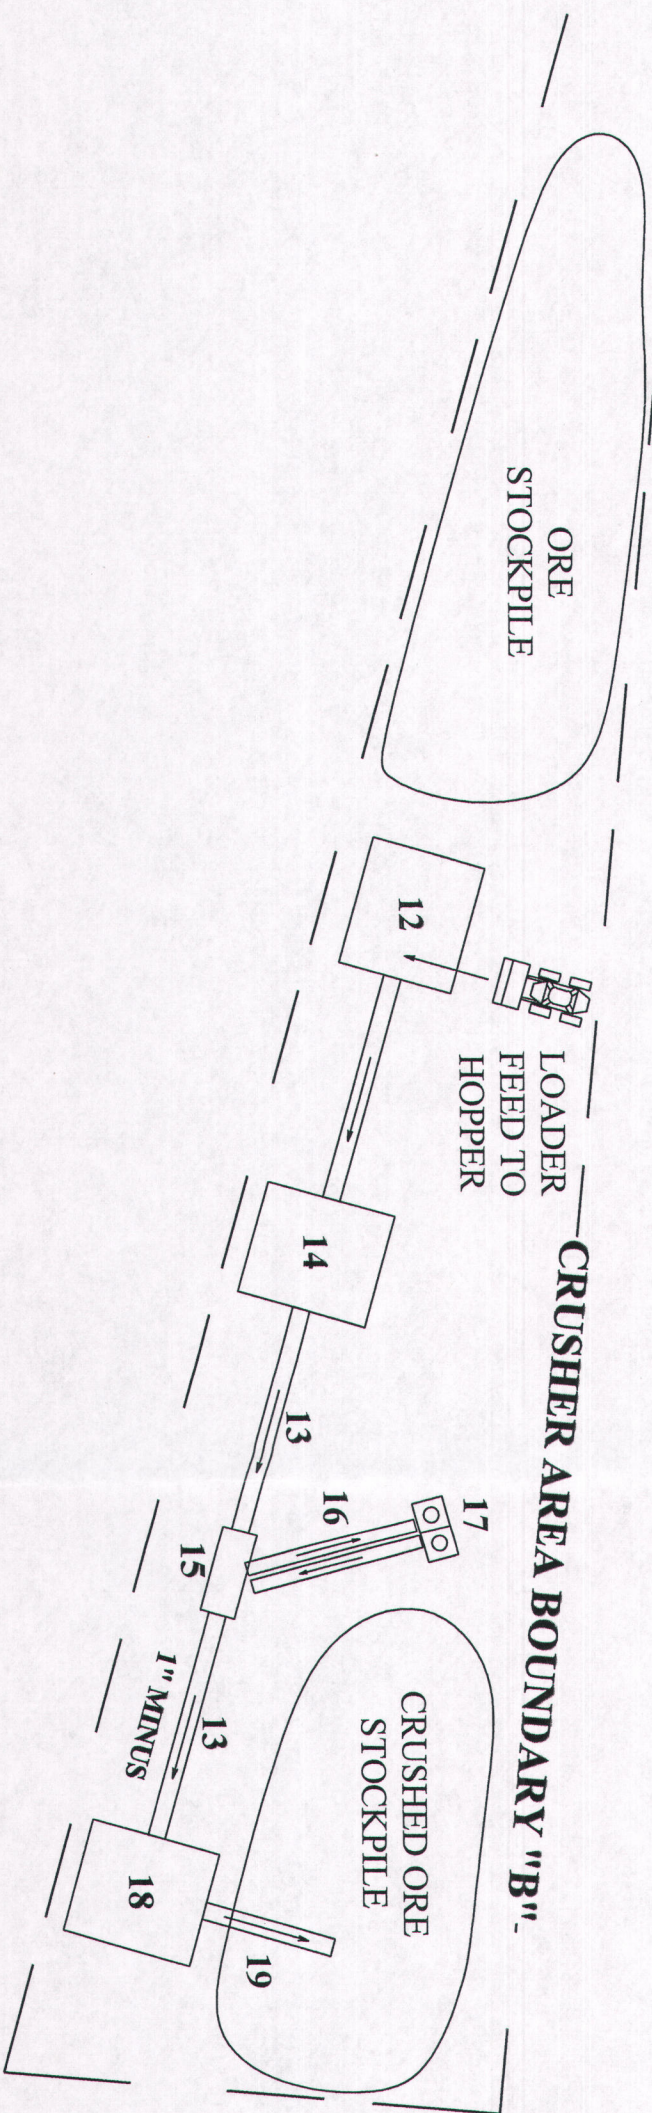 ORE
STOCKPILE
12
LOADER
FEED TO
HOPPER
14
CRUSHER AREA BOUNDARY "B"
13
16
17
15
1" MINUS
13
CRUSHED ORE
STOCKPILE
18
19